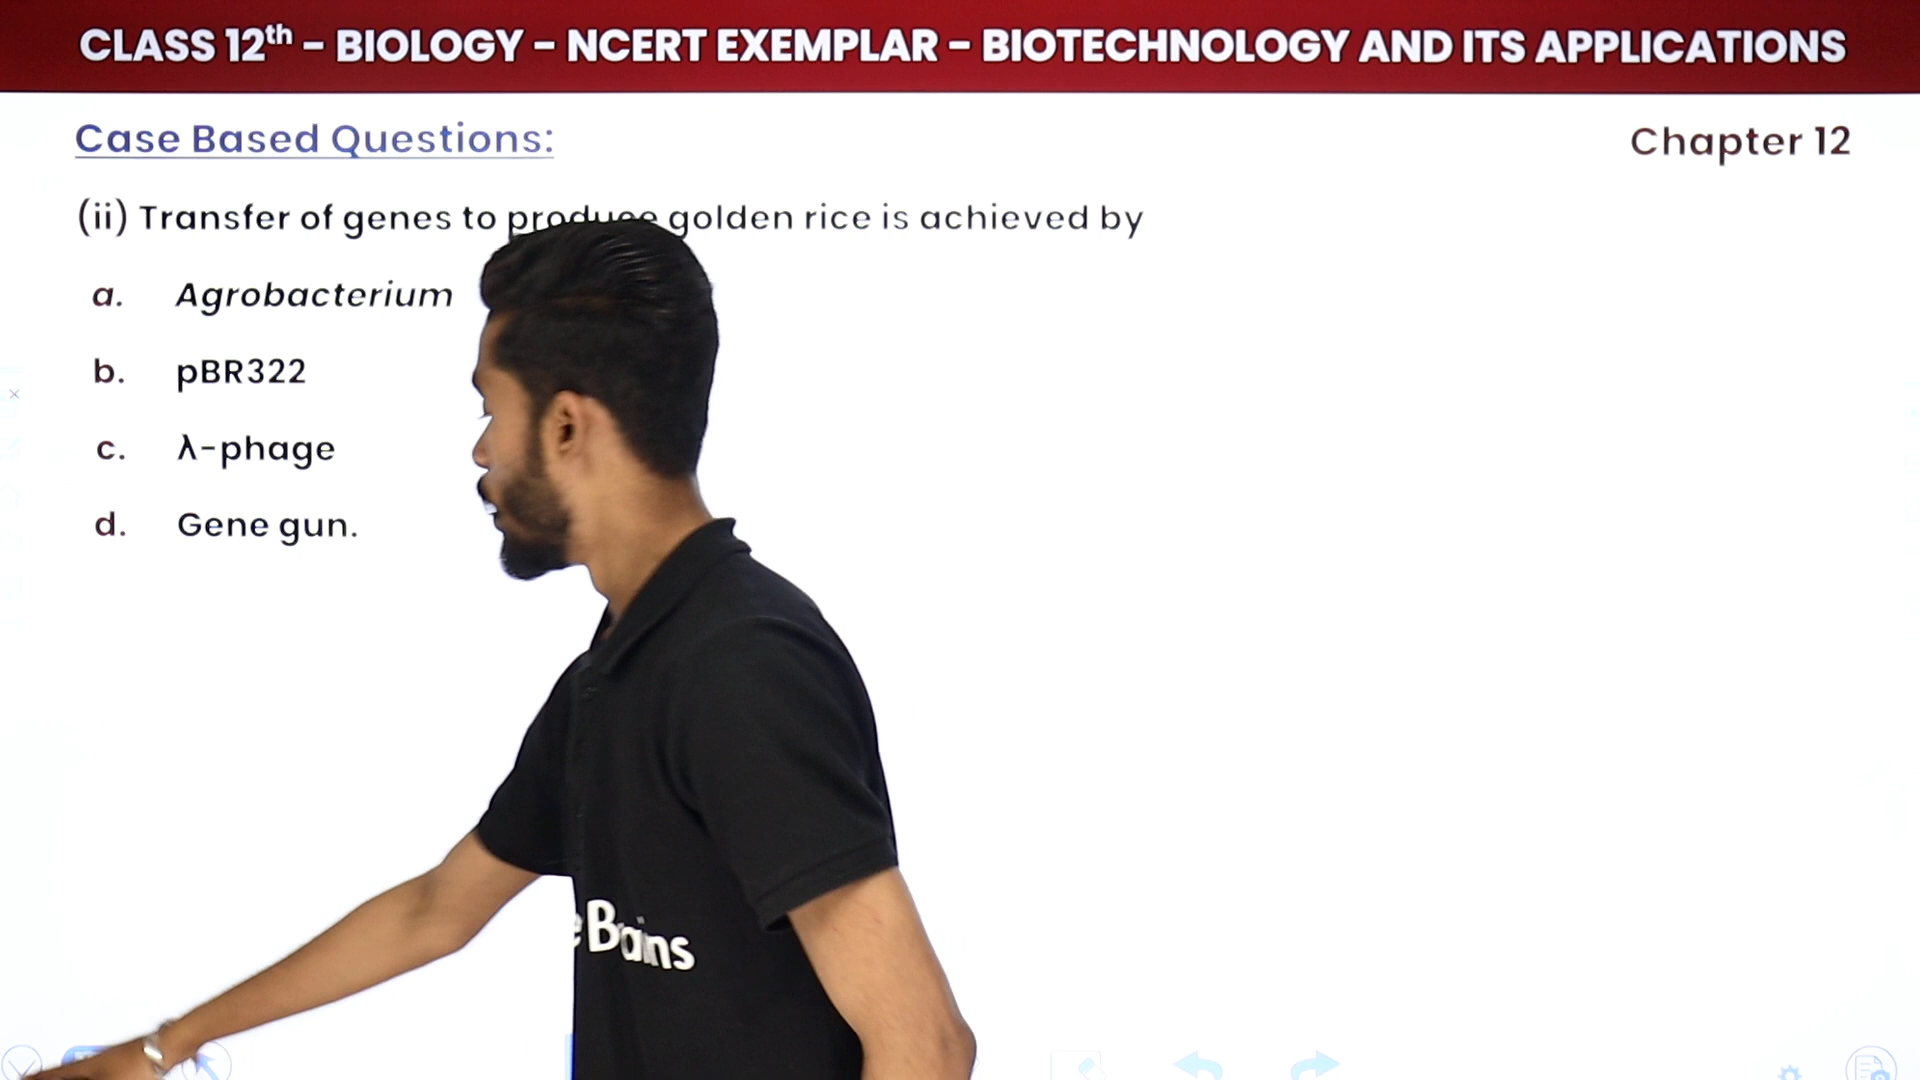 CLASS 12th – BIOLOGY – NCERT EXEMPLAR – BIOTECHNOLOGY AND ITS APPLICATIONS
Case Based Questions:
Chapter 12
(ii) Transfer of genes to produce golden rice is achieved by
a. Agrobacterium
b. pBR322
c. λ-phage
d. Gene gun.
Brains